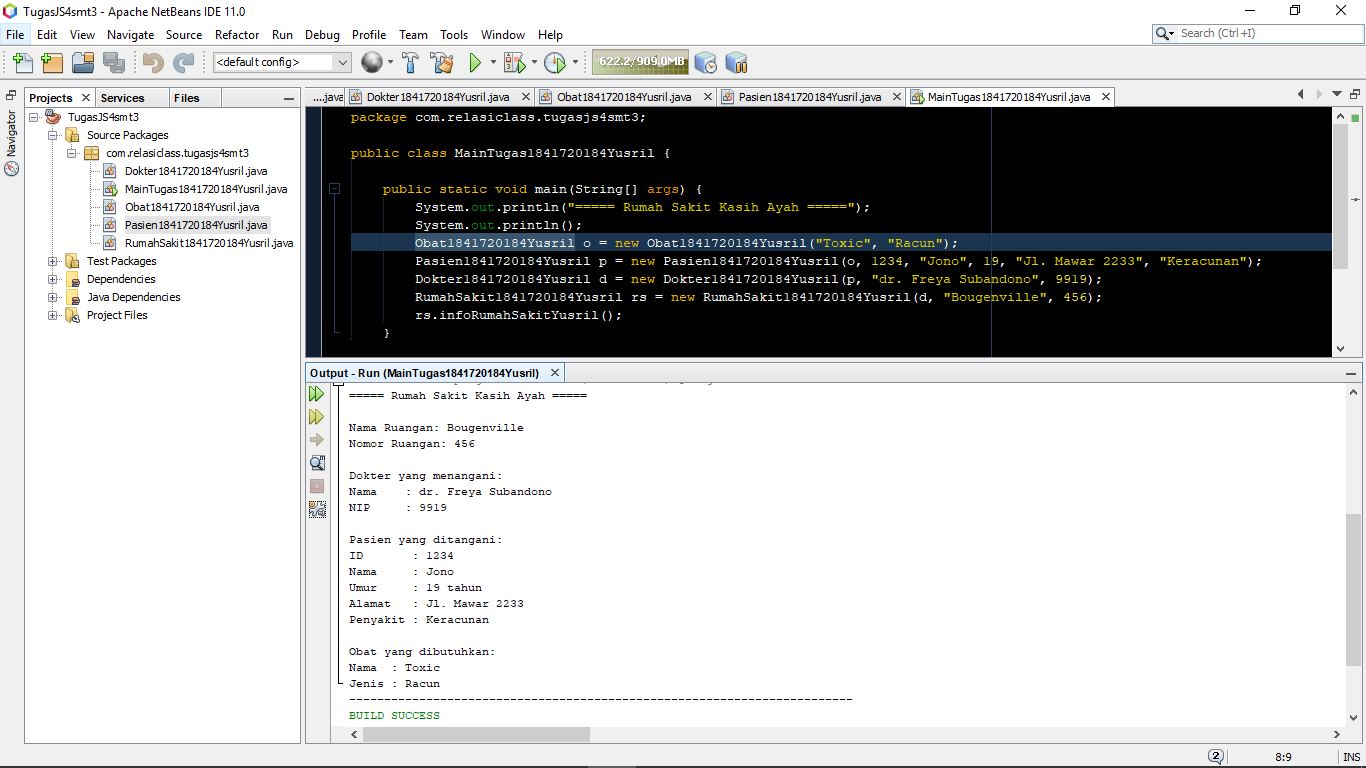 TugasJS4smt3 - Apache NetBeans IDE 11.0
File Edit View Navigate Source Refactor Run Debug Profile Team Tools Window Help
Search (Ctrl+I)
<default config>
622.2/909.0MB
Projects Services Files
Navigator
TugasJS4smt3
Source Packages
com.relasiclass.tugasjs4smt3
Dokter1841720184Yusril.java
MainTugas1841720184Yusril.java
Obat1841720184Yusril.java
Pasien1841720184Yusril.java
RumahSakit1841720184Yusril.java
Test Packages
Dependencies
Java Dependencies
Project Files
....java Dokter1841720184Yusril.java Obat1841720184Yusril.java Pasien1841720184Yusril.java MainTugas1841720184Yusril.java
package com.relasiclass.tugasjs4smt3;
public class MainTugas1841720184Yusril {
public static void main(String[] args) {
System.out.println("===== Rumah Sakit Kasih Ayah =====");
System.out.println();
Obat1841720184Yusril o = new Obat1841720184Yusril("Toxic", "Racun");
Pasien1841720184Yusril p = new Pasien1841720184Yusril(o, 1234, "Jono", 19, "Jl. Mawar 2233", "Keracunan");
Dokter1841720184Yusril d = new Dokter1841720184Yusril(p, "dr. Freya Subandono", 9919);
RumahSakit1841720184Yusril rs = new RumahSakit1841720184Yusril(d, "Bougenville", 456);
rs.infoRumahSakitYusril();
}
Output - Run (MainTugas1841720184Yusril)
===== Rumah Sakit Kasih Ayah =====
Nama Ruangan: Bougenville
Nomor Ruangan: 456
Dokter yang menangani:
Nama : dr. Freya Subandono
NIP : 9919
Pasien yang ditangani:
ID : 1234
Nama : Jono
Umur : 19 tahun
Alamat : Jl. Mawar 2233
Penyakit : Keracunan
Obat yang dibutuhkan:
Nama : Toxic
Jenis : Racun
------------------------------------------------------------------------
BUILD SUCCESS
2 8:9 INS